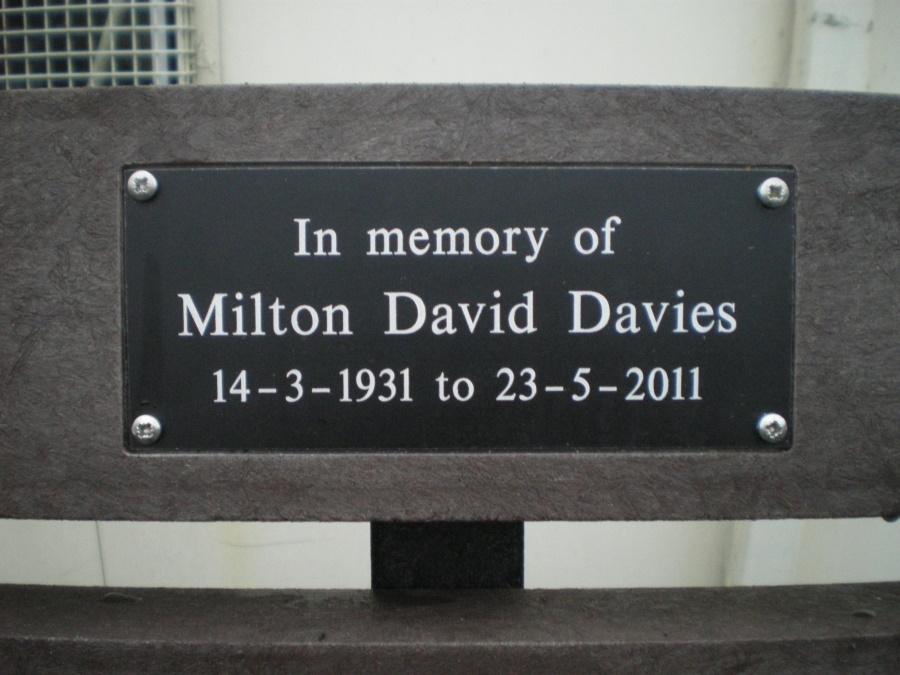 In memory of
Milton David Davies
14-3-1931 to 23-5-2011